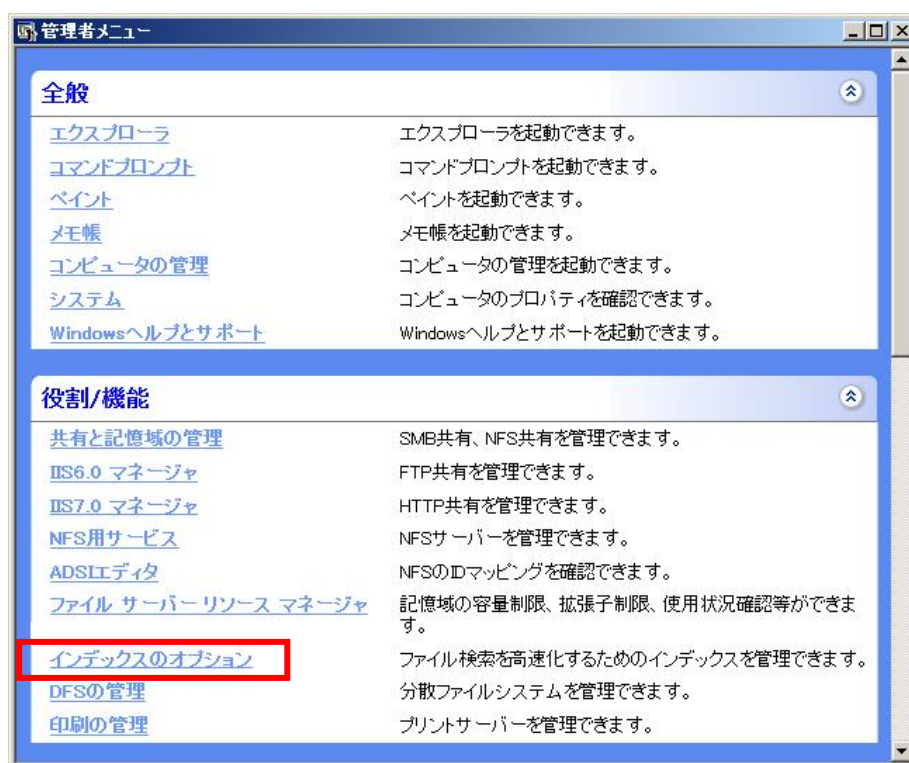 管理者メニュー
全般
エクスプローラ エクスプローラを起動できます。
コマンドプロンプト コマンドプロンプトを起動できます。
ペイント ペイントを起動できます。
メモ帳 メモ帳を起動できます。
コンピュータの管理 コンピュータの管理を起動できます。
システム コンピュータのプロパティを確認できます。
Windowsヘルプとサポート Windowsヘルプとサポートを起動できます。
役割/機能
共有と記憶域の管理 SMB共有、NFS共有を管理できます。
IIS6.0 マネージャ FTP共有を管理できます。
IIS7.0 マネージャ HTTP共有を管理できます。
NFS用サービス NFSサーバーを管理できます。
ADSIエディタ NFSのIDマッピングを確認できます。
ファイル サーバー リソース マネージャ 記憶域の容量制限、拡張子制限、使用状況確認等ができま
す。
インデックスのオプション ファイル検索を高速化するためのインデックスを管理できます。
DFSの管理 分散ファイルシステムを管理できます。
印刷の管理 プリントサーバーを管理できます。